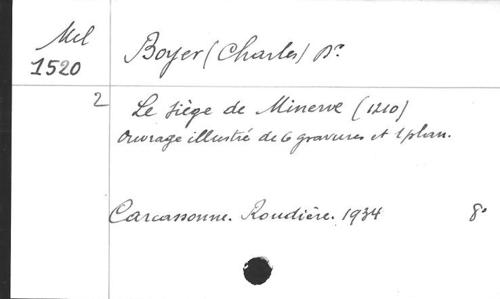 Mel
1520
Boyer (Charles) Dr.
2
Le Siège de Minerve (1210)
Ouvrage illustré de 6 gravures et 1 plan.
Carcassonne. Roudière. 1934 8°